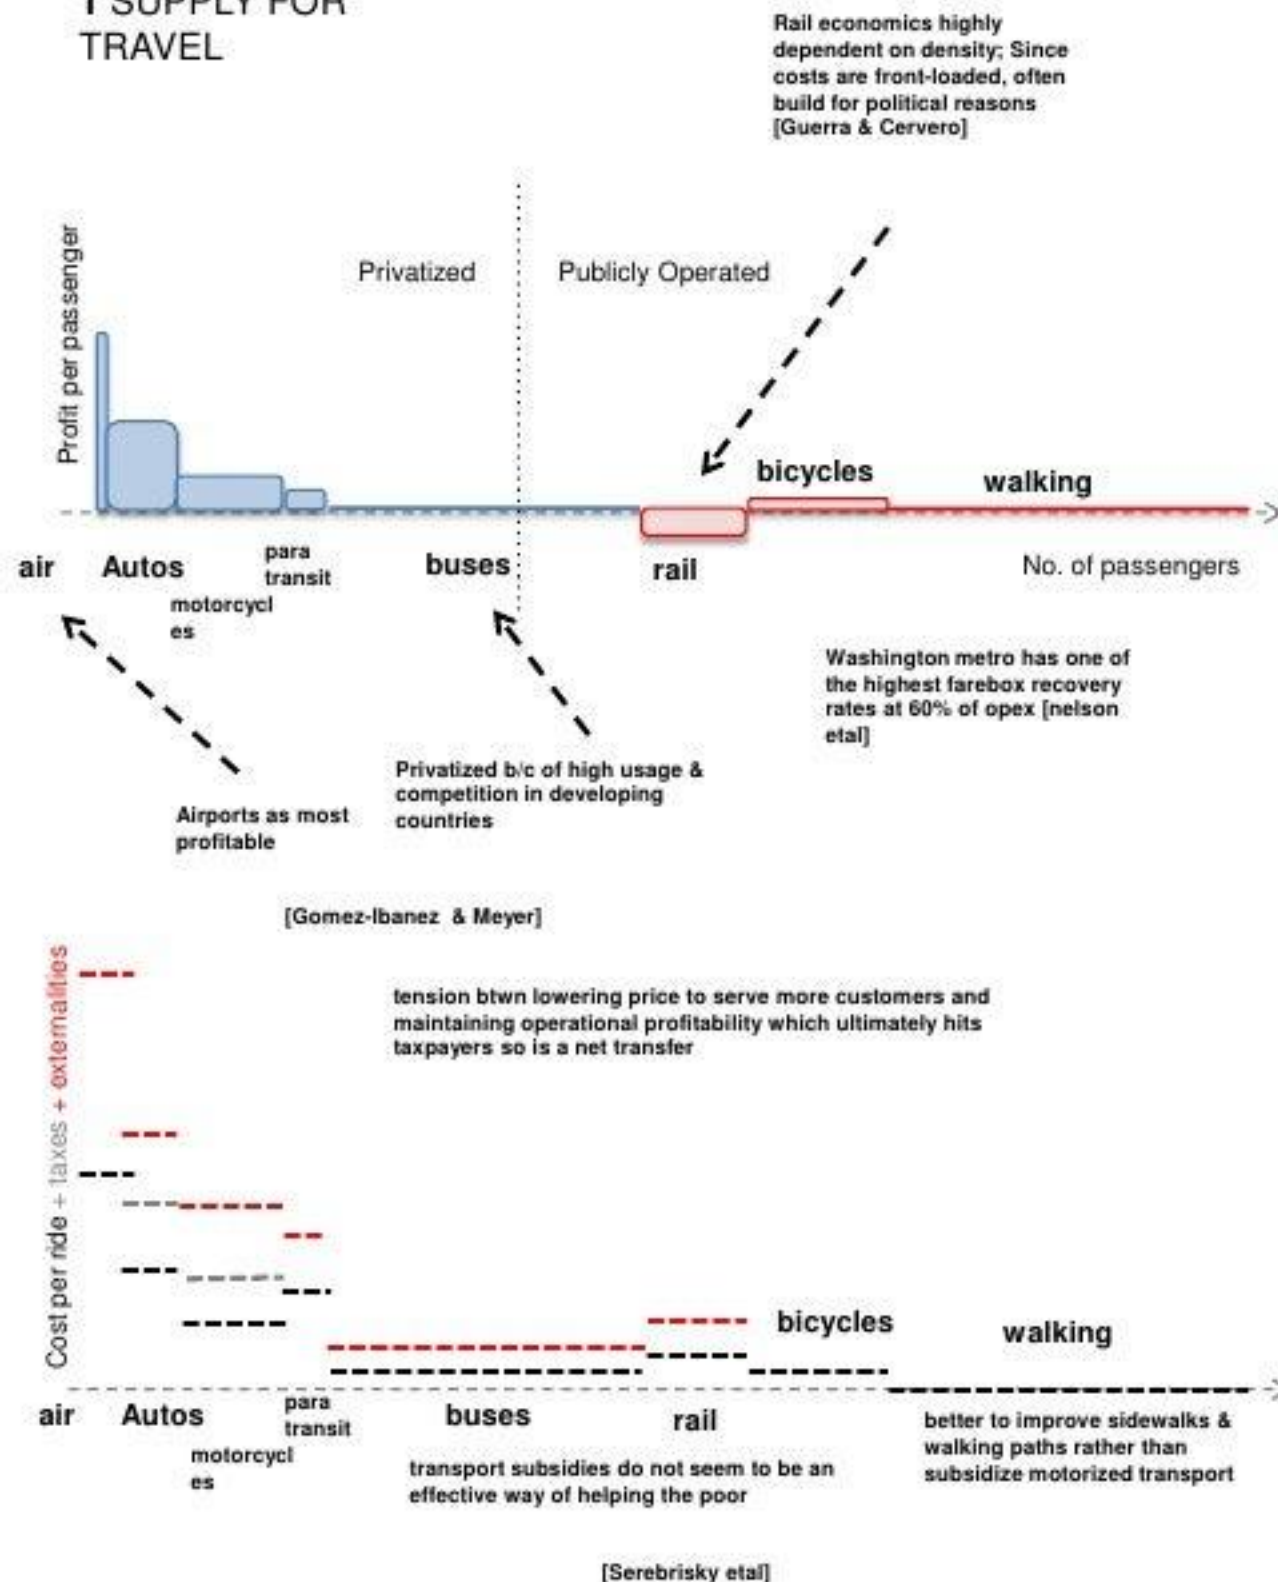 SUPPLY FOR
TRAVEL
Rail economics highly
dependent on density; Since
costs are front-loaded, often
build for political reasons
[Guerra & Cervero]
Profit per passenger
Privatized
Publicly Operated
bicycles
walking
air
Autos
para
transit
motorcycl
es
buses
rail
No. of passengers
Washington metro has one of
the highest farebox recovery
rates at 60% of opex [nelson
etal]
Privatized b/c of high usage &
competition in developing
countries
Airports as most
profitable
[Gomez-Ibanez & Meyer]
Cost per ride + taxes + externalities
tension btwn lowering price to serve more customers and
maintaining operational profitability which ultimately hits
taxpayers so is a net transfer
bicycles
walking
air
Autos
para
transit
motorcycl
es
buses
rail
better to improve sidewalks &
walking paths rather than
subsidize motorized transport
transport subsidies do not seem to be an
effective way of helping the poor
[Serebrisky etal]